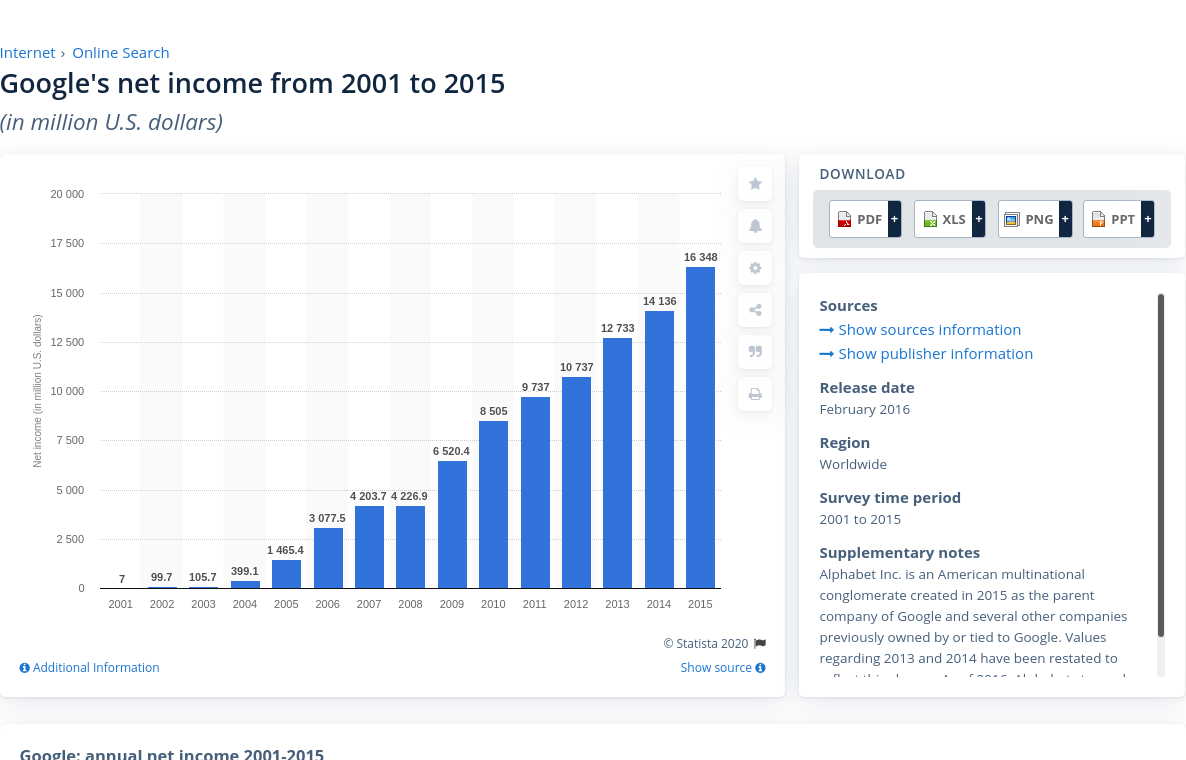 Internet › Online Search
Google's net income from 2001 to 2015
(in million U.S. dollars)
Net income (in million U.S. dollars)
20 000
17 500
15 000
12 500
10 000
7 500
5 000
2 500
0
7
99.7
105.7
399.1
1 465.4
3 077.5
4 203.7
4 226.9
6 520.4
8 505
9 737
10 737
12 733
14 136
16 348
2001 2002 2003 2004 2005 2006 2007 2008 2009 2010 2011 2012 2013 2014 2015
© Statista 2020
Additional Information
Show source
DOWNLOAD
PDF + XLS + PNG + PPT +
Sources
Show sources information
Show publisher information
Release date
February 2016
Region
Worldwide
Survey time period
2001 to 2015
Supplementary notes
Alphabet Inc. is an American multinational
conglomerate created in 2015 as the parent
company of Google and several other companies
previously owned by or tied to Google. Values
regarding 2013 and 2014 have been restated to
Google: annual net income 2001-2015